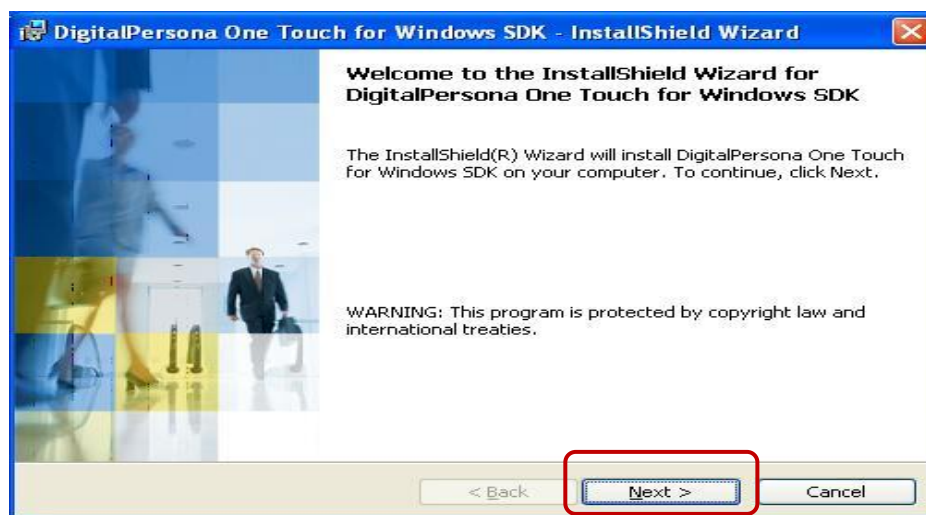 DigitalPersona One Touch for Windows SDK - InstallShield Wizard
Welcome to the InstallShield Wizard for
DigitalPersona One Touch for Windows SDK
The InstallShield(R) Wizard will install DigitalPersona One Touch
for Windows SDK on your computer. To continue, click Next.
WARNING: This program is protected by copyright law and
international treaties.
< Back Next > Cancel